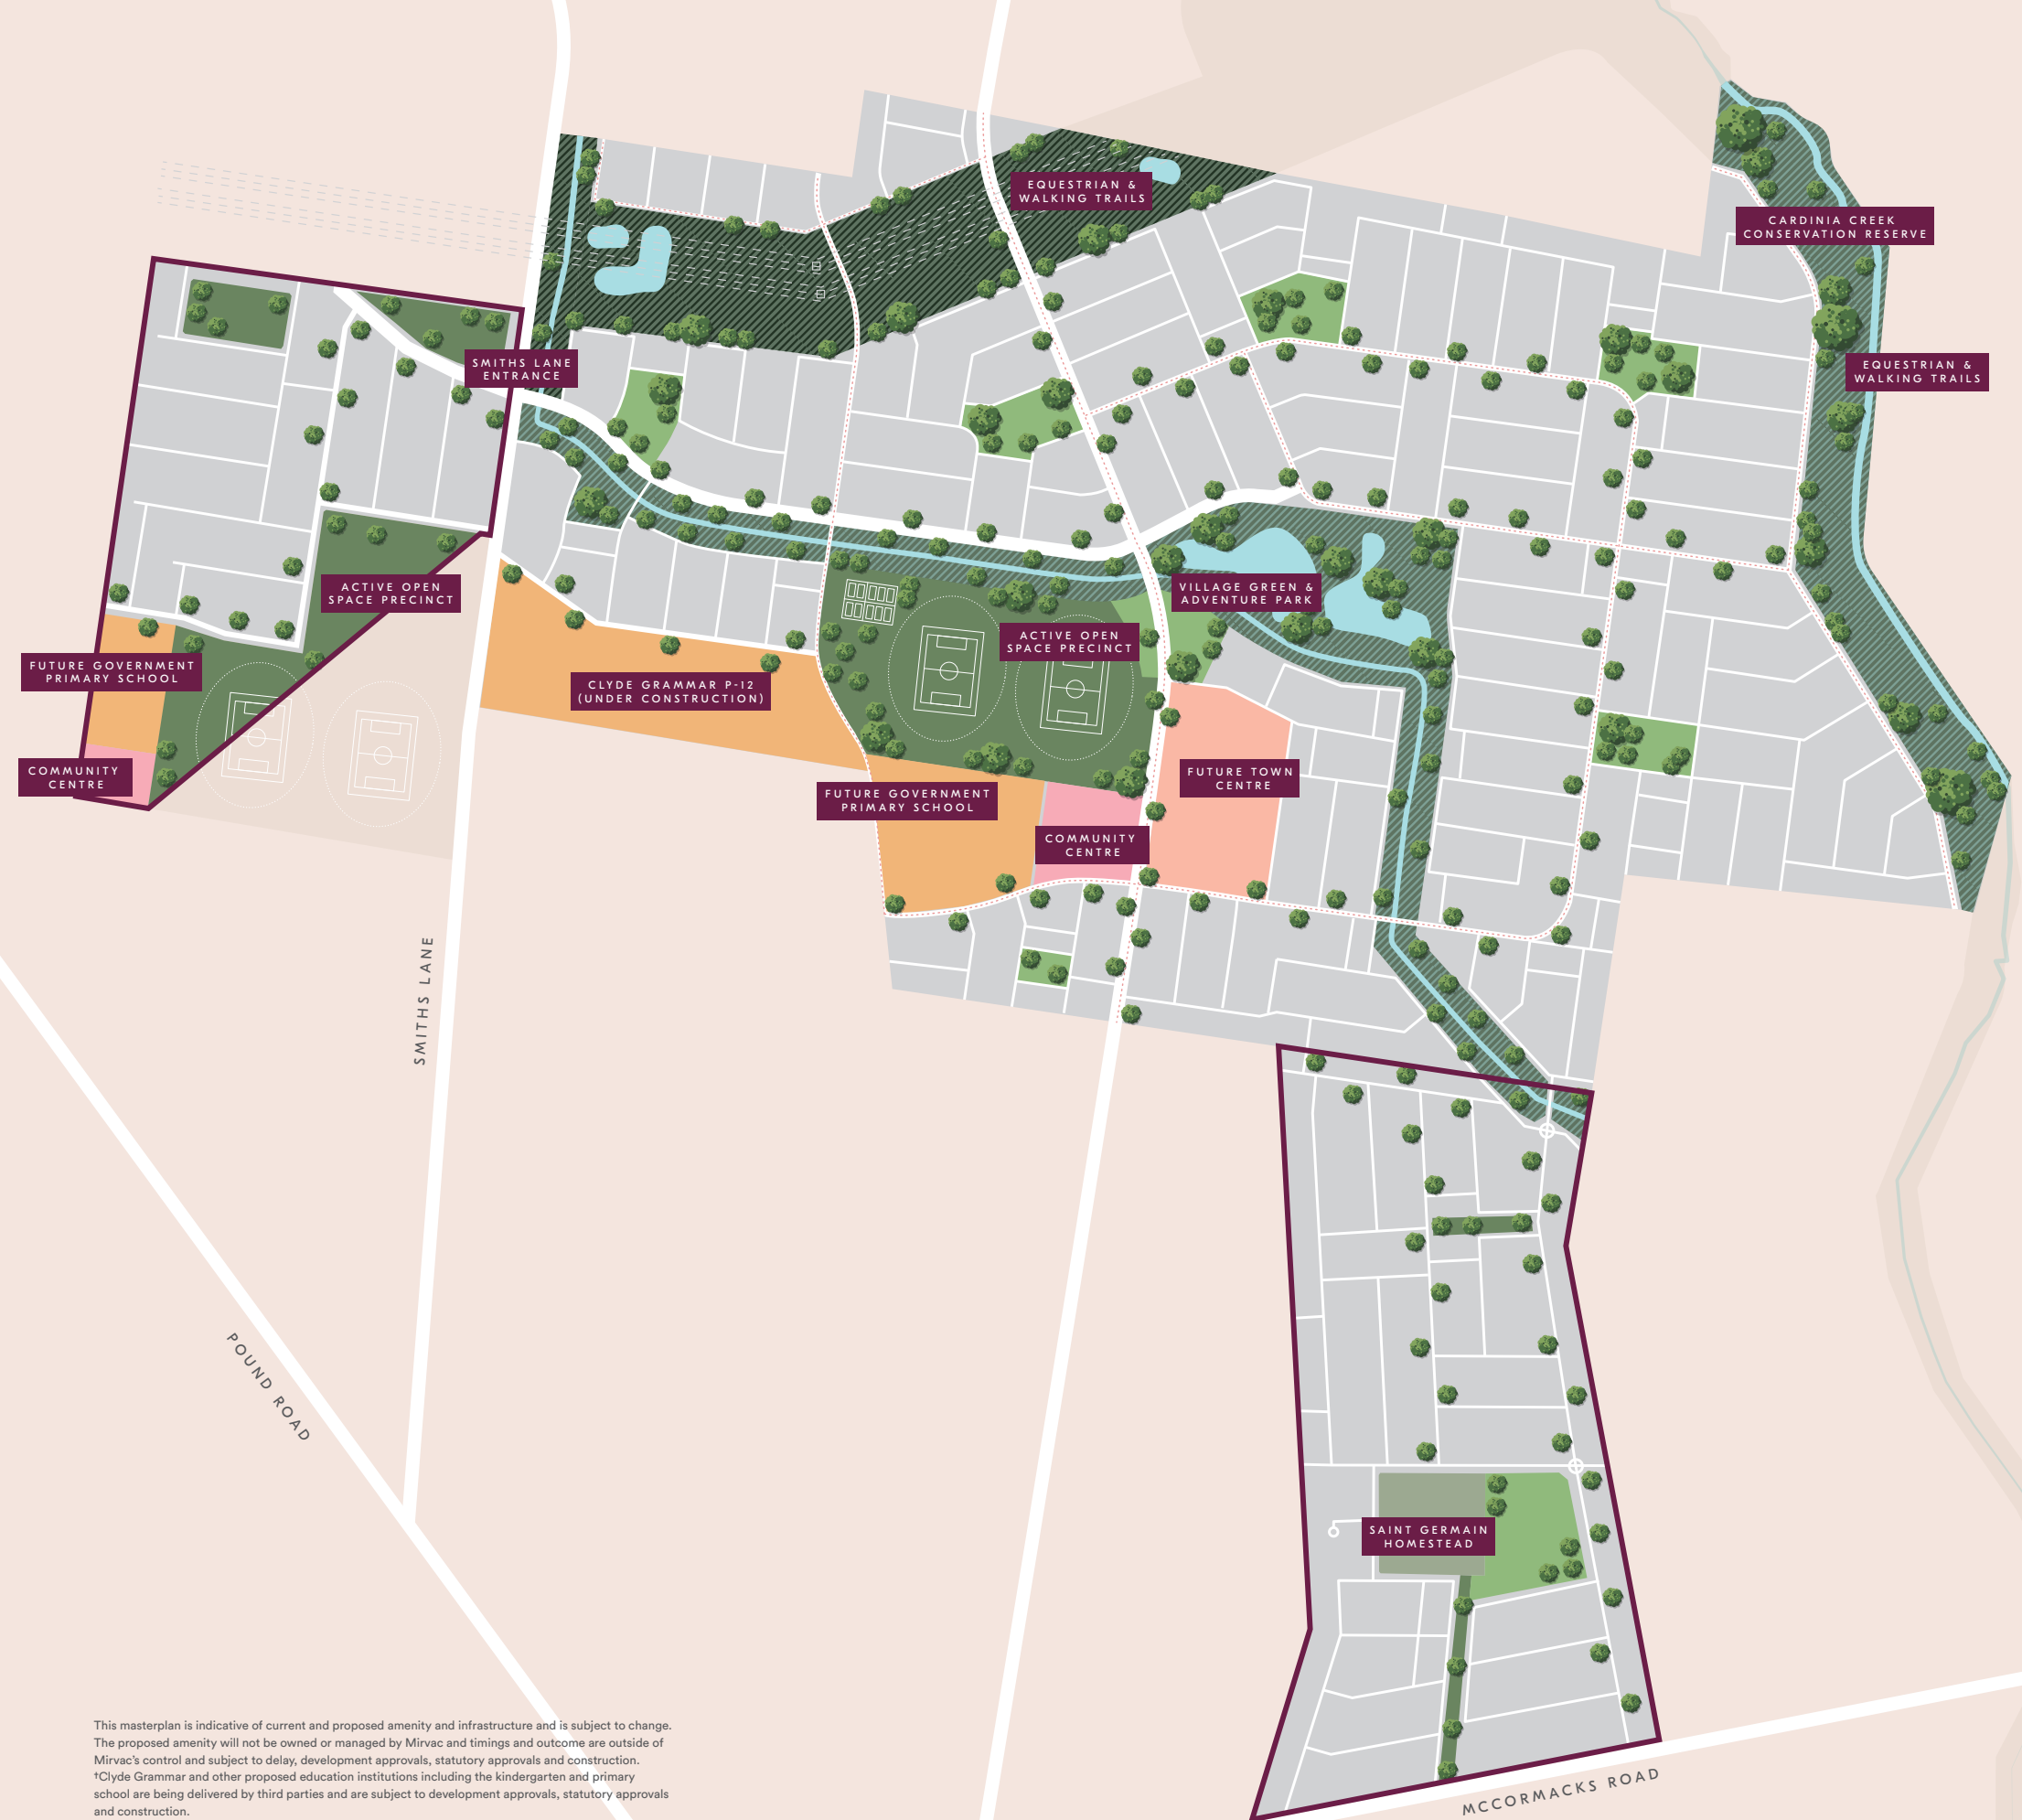 EQUESTRIAN &
WALKING TRAILS
CARDINIA CREEK
CONSERVATION RESERVE
SMITHS LANE
ENTRANCE
EQUESTRIAN &
WALKING TRAILS
ACTIVE OPEN
SPACE PRECINCT
VILLAGE GREEN &
ADVENTURE PARK
ACTIVE OPEN
SPACE PRECINCT
FUTURE GOVERNMENT
PRIMARY SCHOOL
CLYDE GRAMMAR P-12
(UNDER CONSTRUCTION)
COMMUNITY
CENTRE
FUTURE TOWN
CENTRE
FUTURE GOVERNMENT
PRIMARY SCHOOL
COMMUNITY
CENTRE
SMITHS LANE
POUND ROAD
SAINT GERMAIN
HOMESTEAD
MCCORMACKS ROAD
This masterplan is indicative of current and proposed amenity and infrastructure and is subject to change.
The proposed amenity will not be owned or managed by Mirvac and timings and outcome are outside of
Mirvac's control and subject to delay, development approvals, statutory approvals and construction.
†Clyde Grammar and other proposed education institutions including the kindergarten and primary
school are being delivered by third parties and are subject to development approvals, statutory approvals
and construction.